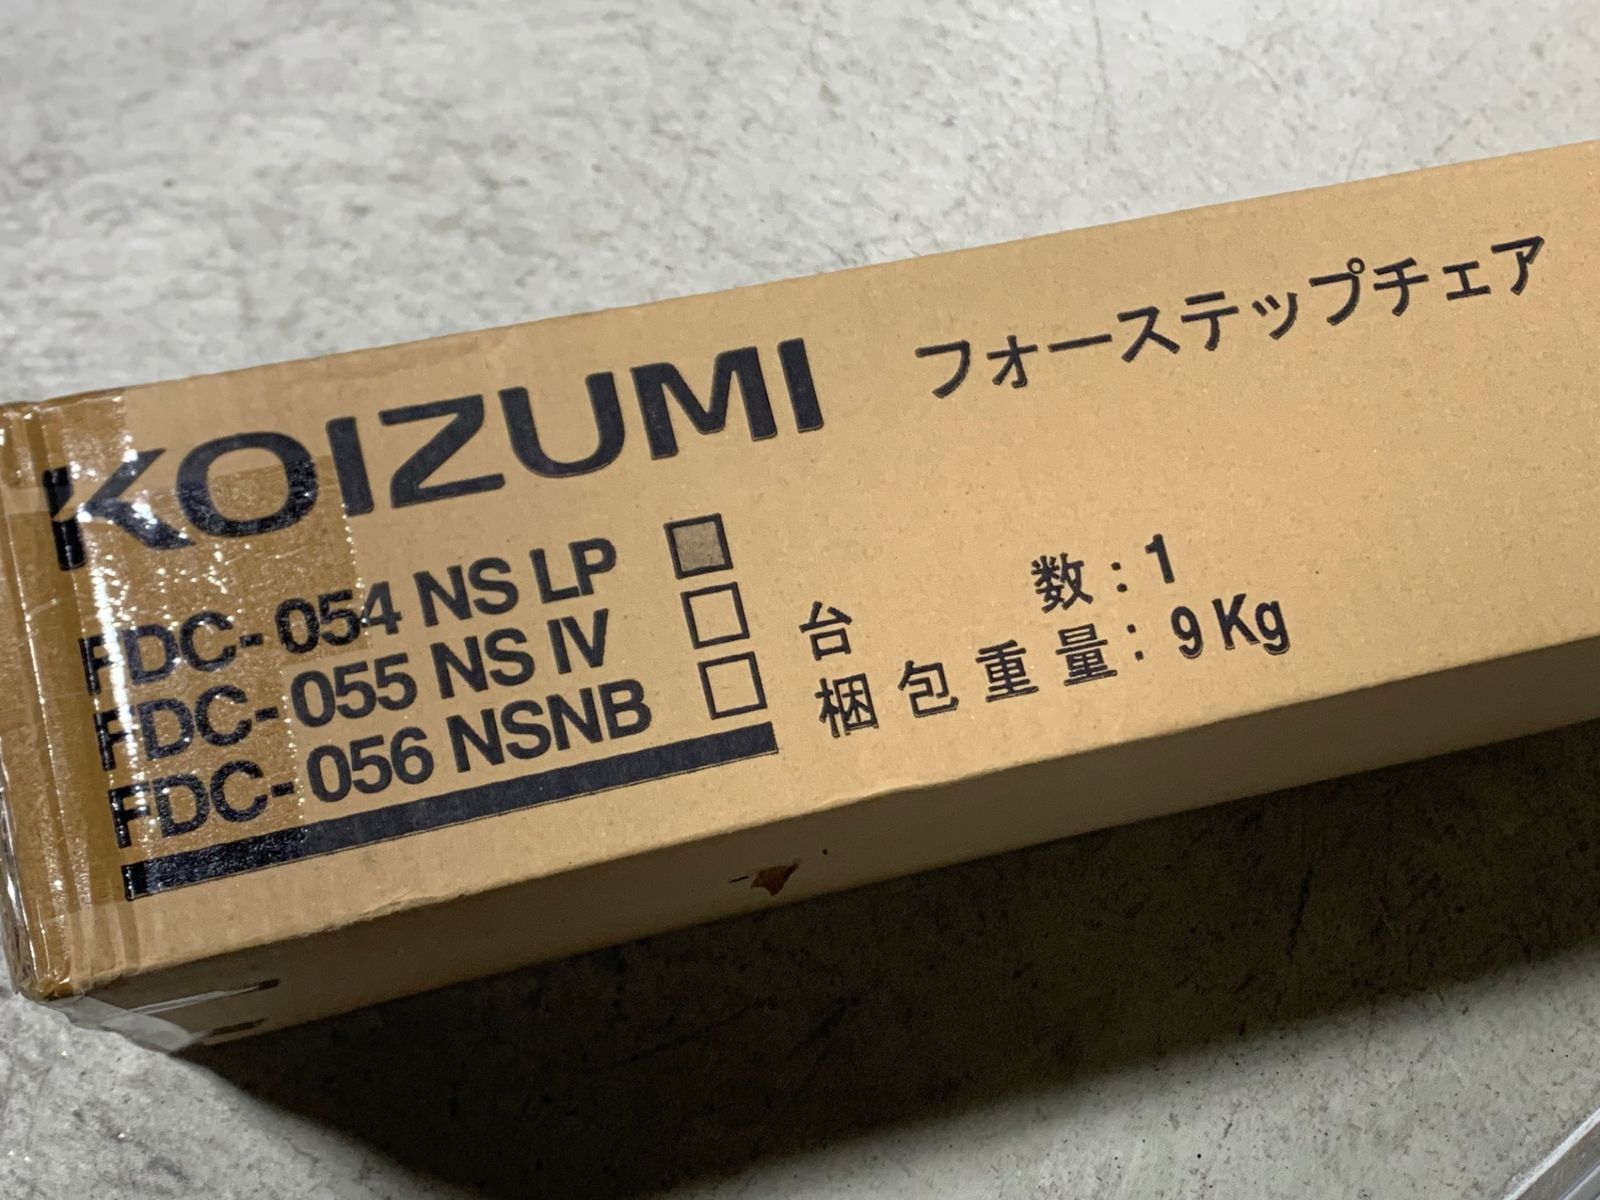 KOIZUMI フォーステップチェア
FDC-054 NS LP
FDC-055 NS IV
FDC-056 NSNB
台数:1
梱包重量:9Kg